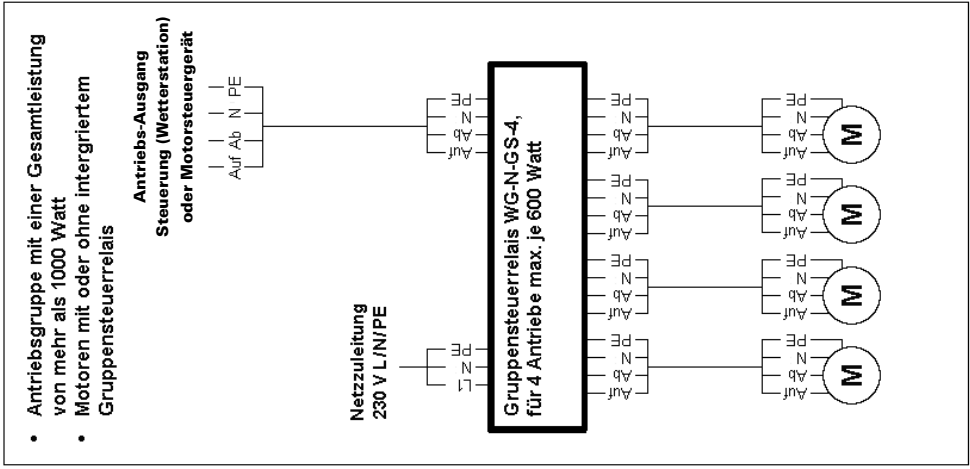 • Antriebsgruppe mit einer Gesamtleistung
von mehr als 1000 Watt
• Motoren mit oder ohne intergriertem
Gruppensteuerrelais
Antriebs-Ausgang
Steuerung (Wetterstation)
oder Motorsteuergerät
Auf Ab N PE
Netzzuleitung
230 V L/N/PE
L1 N PE
Auf Ab N PE
Gruppensteuerrelais WG-N-GS-4,
für 4 Antriebe max. je 600 Watt
Auf Ab N PE
Auf Ab N PE
Auf Ab N PE
Auf Ab N PE
Auf Ab N PE
Auf Ab N PE
Auf Ab N PE
Auf Ab N PE
M
M
M
M